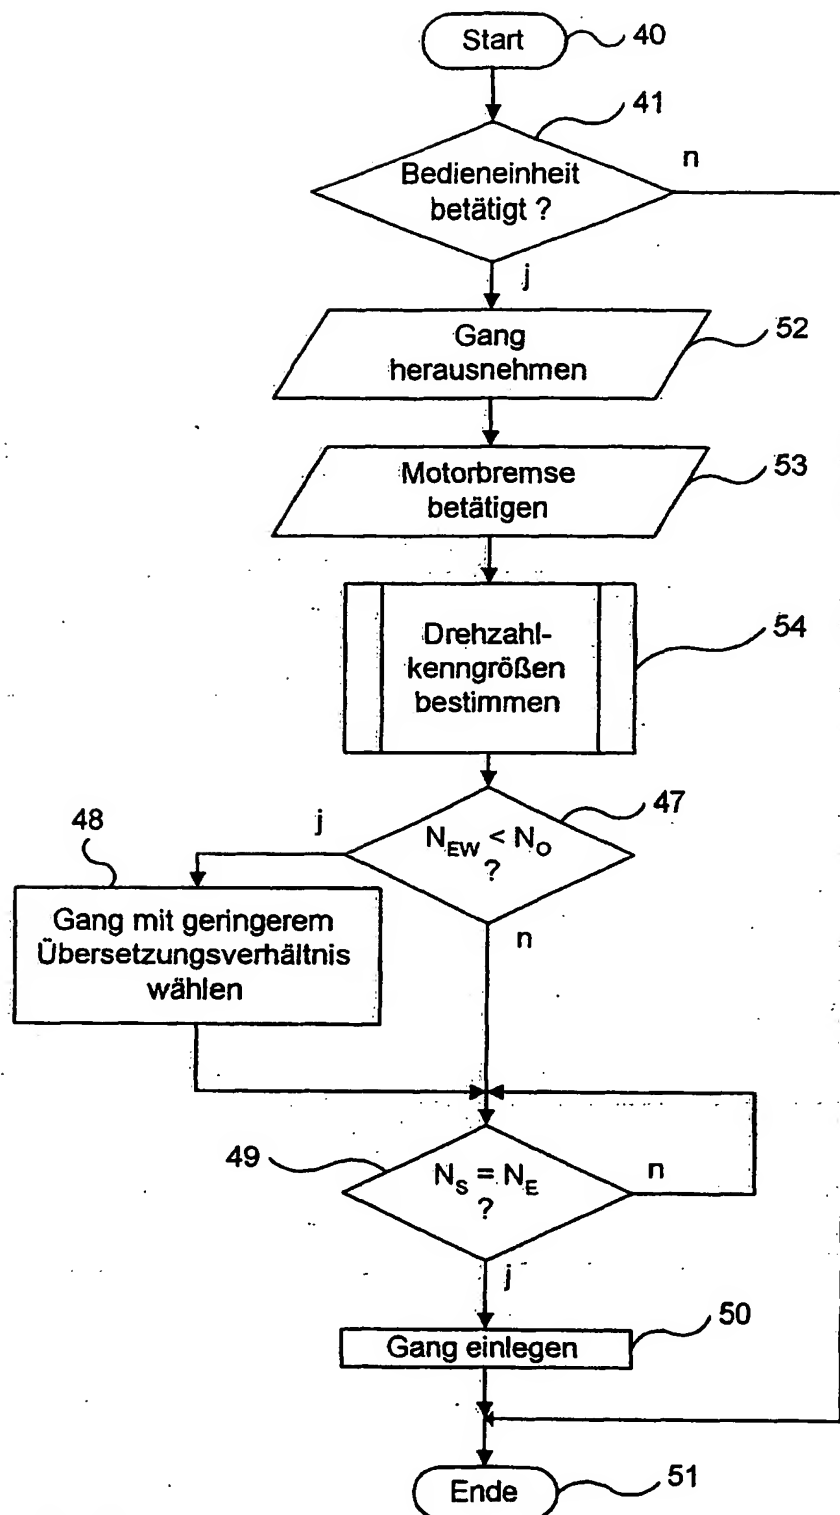 Start
40
41
Bedieneinheit
betätigt ?
n
j
Gang
herausnehmen
52
Motorbremse
betätigen
53
Drehzahl-
kenngrößen
bestimmen
54
47
N_EW < N_O
?
j
n
48
Gang mit geringerem
Übersetzungsverhältnis
wählen
49
N_S = N_E
?
n
j
Gang einlegen
50
Ende
51